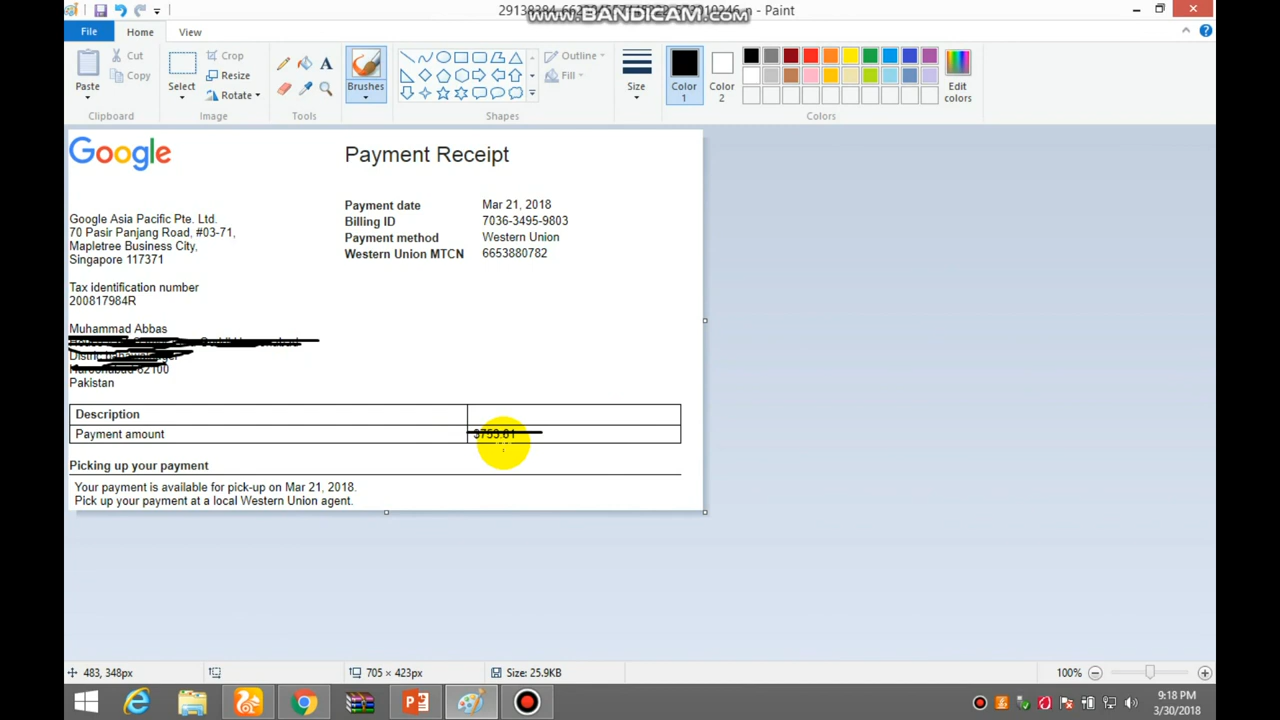 www.BANDICAM.com
- Paint
File
Home
View
Paste
Cut
Copy
Clipboard
Select
Crop
Resize
Rotate
Image
Tools
Brushes
Outline
Fill
Shapes
Size
Color 1
Color 2
Edit colors
Colors
Google
Payment Receipt
Google Asia Pacific Pte. Ltd.
70 Pasir Panjang Road, #03-71,
Mapletree Business City,
Singapore 117371
Tax identification number
200817984R
Payment date Mar 21, 2018
Billing ID 7036-3495-9803
Payment method Western Union
Western Union MTCN 6653880782
Muhammad Abbas
Pakistan
Description
Payment amount
Picking up your payment
Your payment is available for pick-up on Mar 21, 2018.
Pick up your payment at a local Western Union agent.
483, 348px
705 × 423px
Size: 25.9KB
100%
9:18 PM
3/30/2018